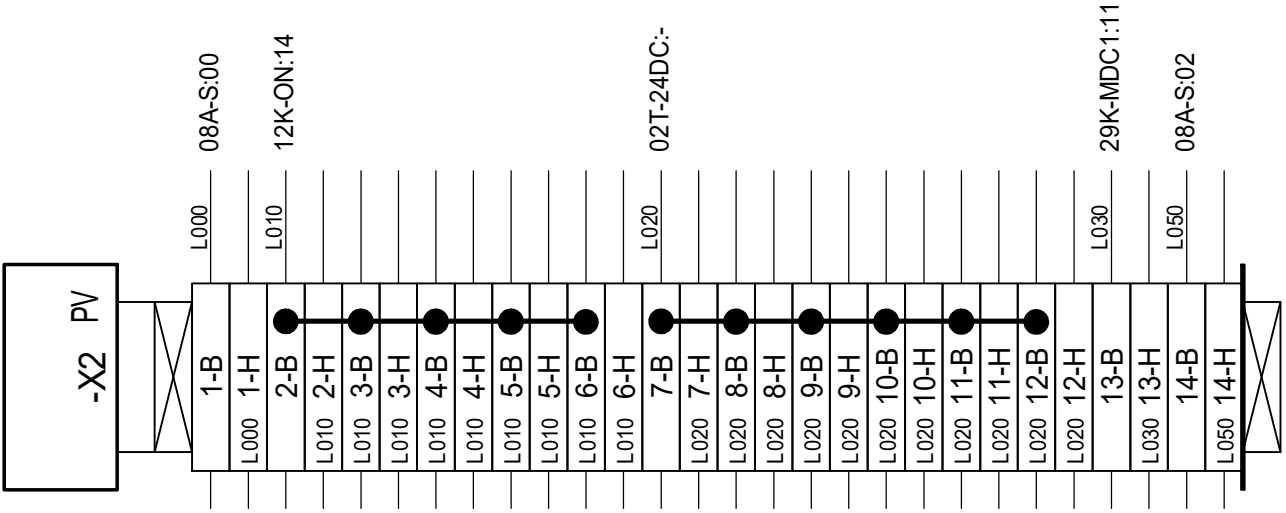 -X2 PV
08A-S:00
12K-ON:14
02T-24DC:-
29K-MDC1:11
08A-S:02
L000
L010
L020
L030
L050
1-B
L000 1-H
2-B
L010 2-H
L010 3-B
L010 3-H
L010 4-B
L010 4-H
L010 5-B
L010 5-H
L010 6-B
L010 6-H
7-B
L020 7-H
L020 8-B
L020 8-H
L020 9-B
L020 9-H
L020 10-B
L020 10-H
L020 11-B
L020 11-H
L020 12-B
L020 12-H
13-B
L030 13-H
14-B
L050 14-H